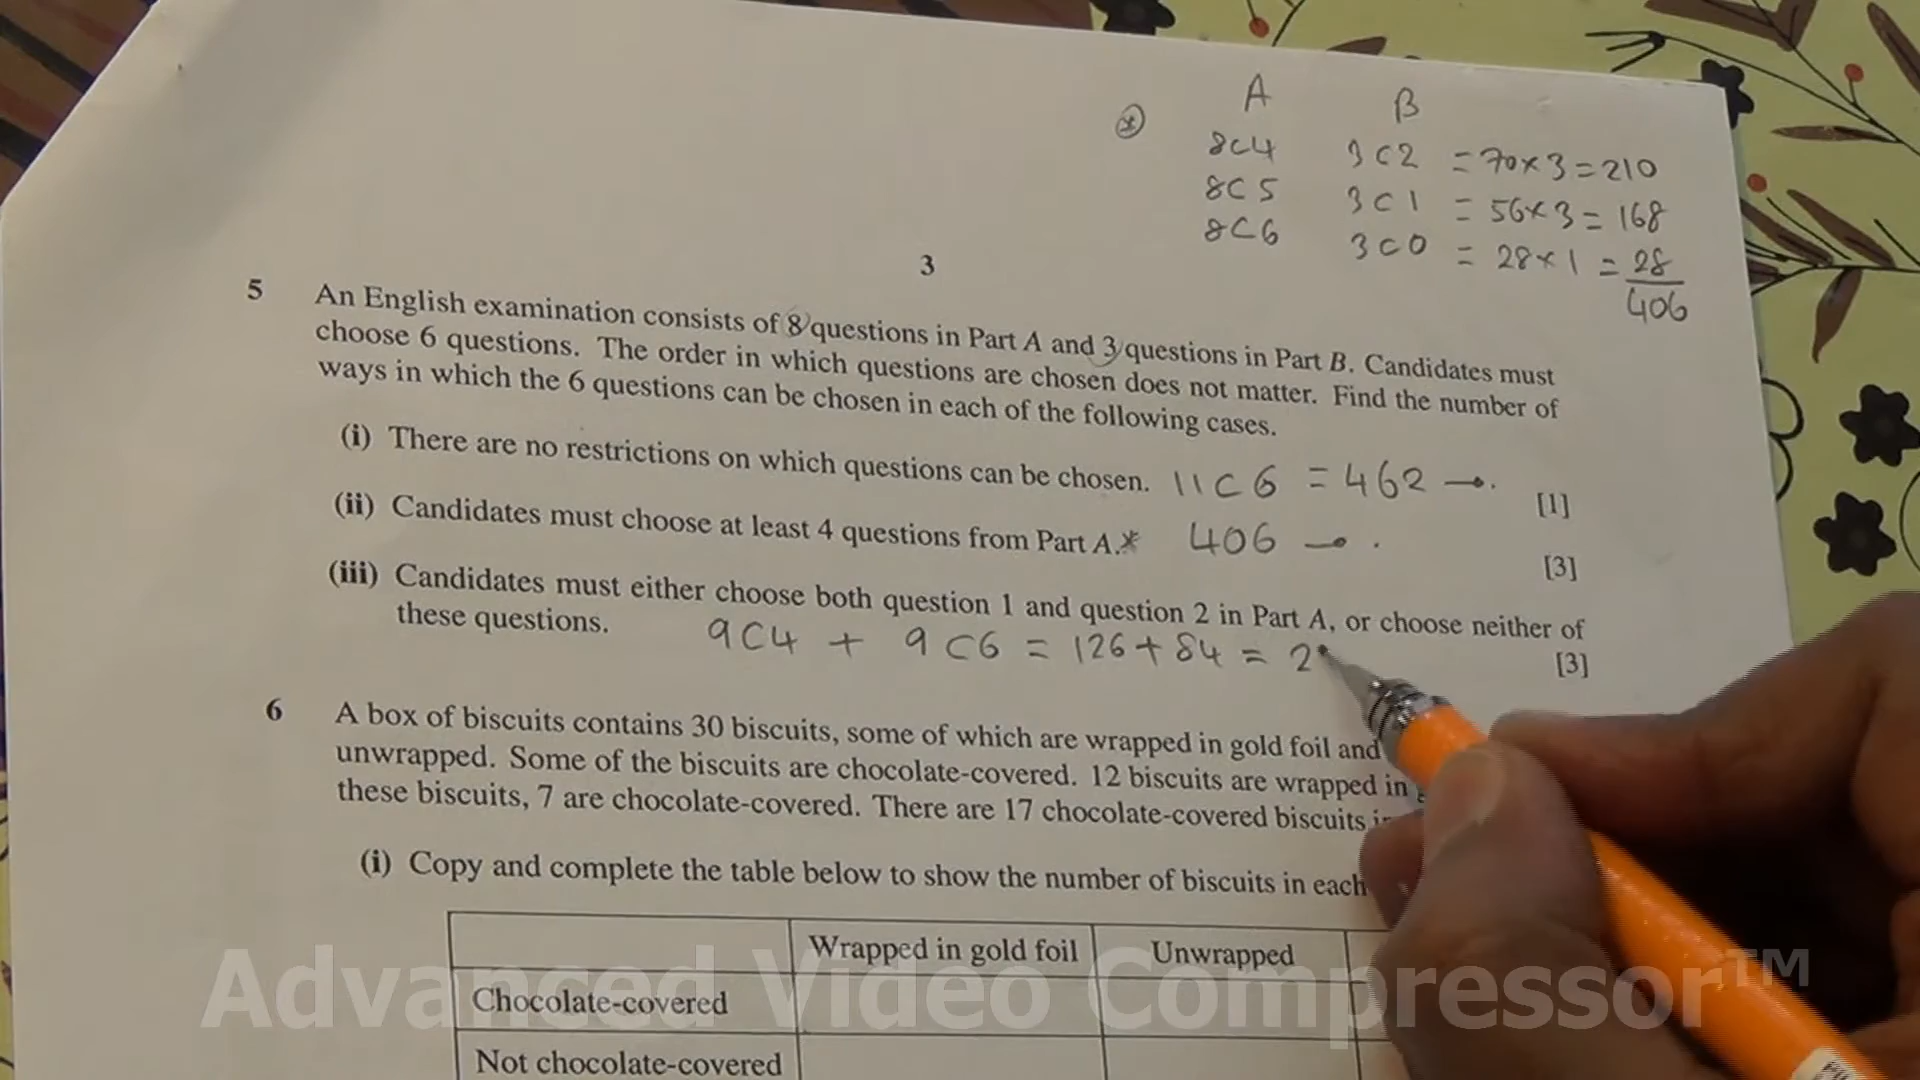 A B
* 8C4 3C2 = 70×3 = 210
8C5 3C1 = 56×3 = 168
8C6 3C0 = 28×1 = 28
406
3
5 An English examination consists of 8 questions in Part A and 3 questions in Part B. Candidates must
choose 6 questions. The order in which questions are chosen does not matter. Find the number of
ways in which the 6 questions can be chosen in each of the following cases.
(i) There are no restrictions on which questions can be chosen. 11C6 = 462 [1]
(ii) Candidates must choose at least 4 questions from Part A.* 406 [3]
(iii) Candidates must either choose both question 1 and question 2 in Part A, or choose neither of
these questions. 9C4 + 9C6 = 126 + 84 = 2 [3]
6 A box of biscuits contains 30 biscuits, some of which are wrapped in gold foil and
unwrapped. Some of the biscuits are chocolate-covered. 12 biscuits are wrapped in
these biscuits, 7 are chocolate-covered. There are 17 chocolate-covered biscuits
(i) Copy and complete the table below to show the number of biscuits in each
Wrapped in gold foil Unwrapped
Chocolate-covered
Not chocolate-covered
Advanced Video Compressor™